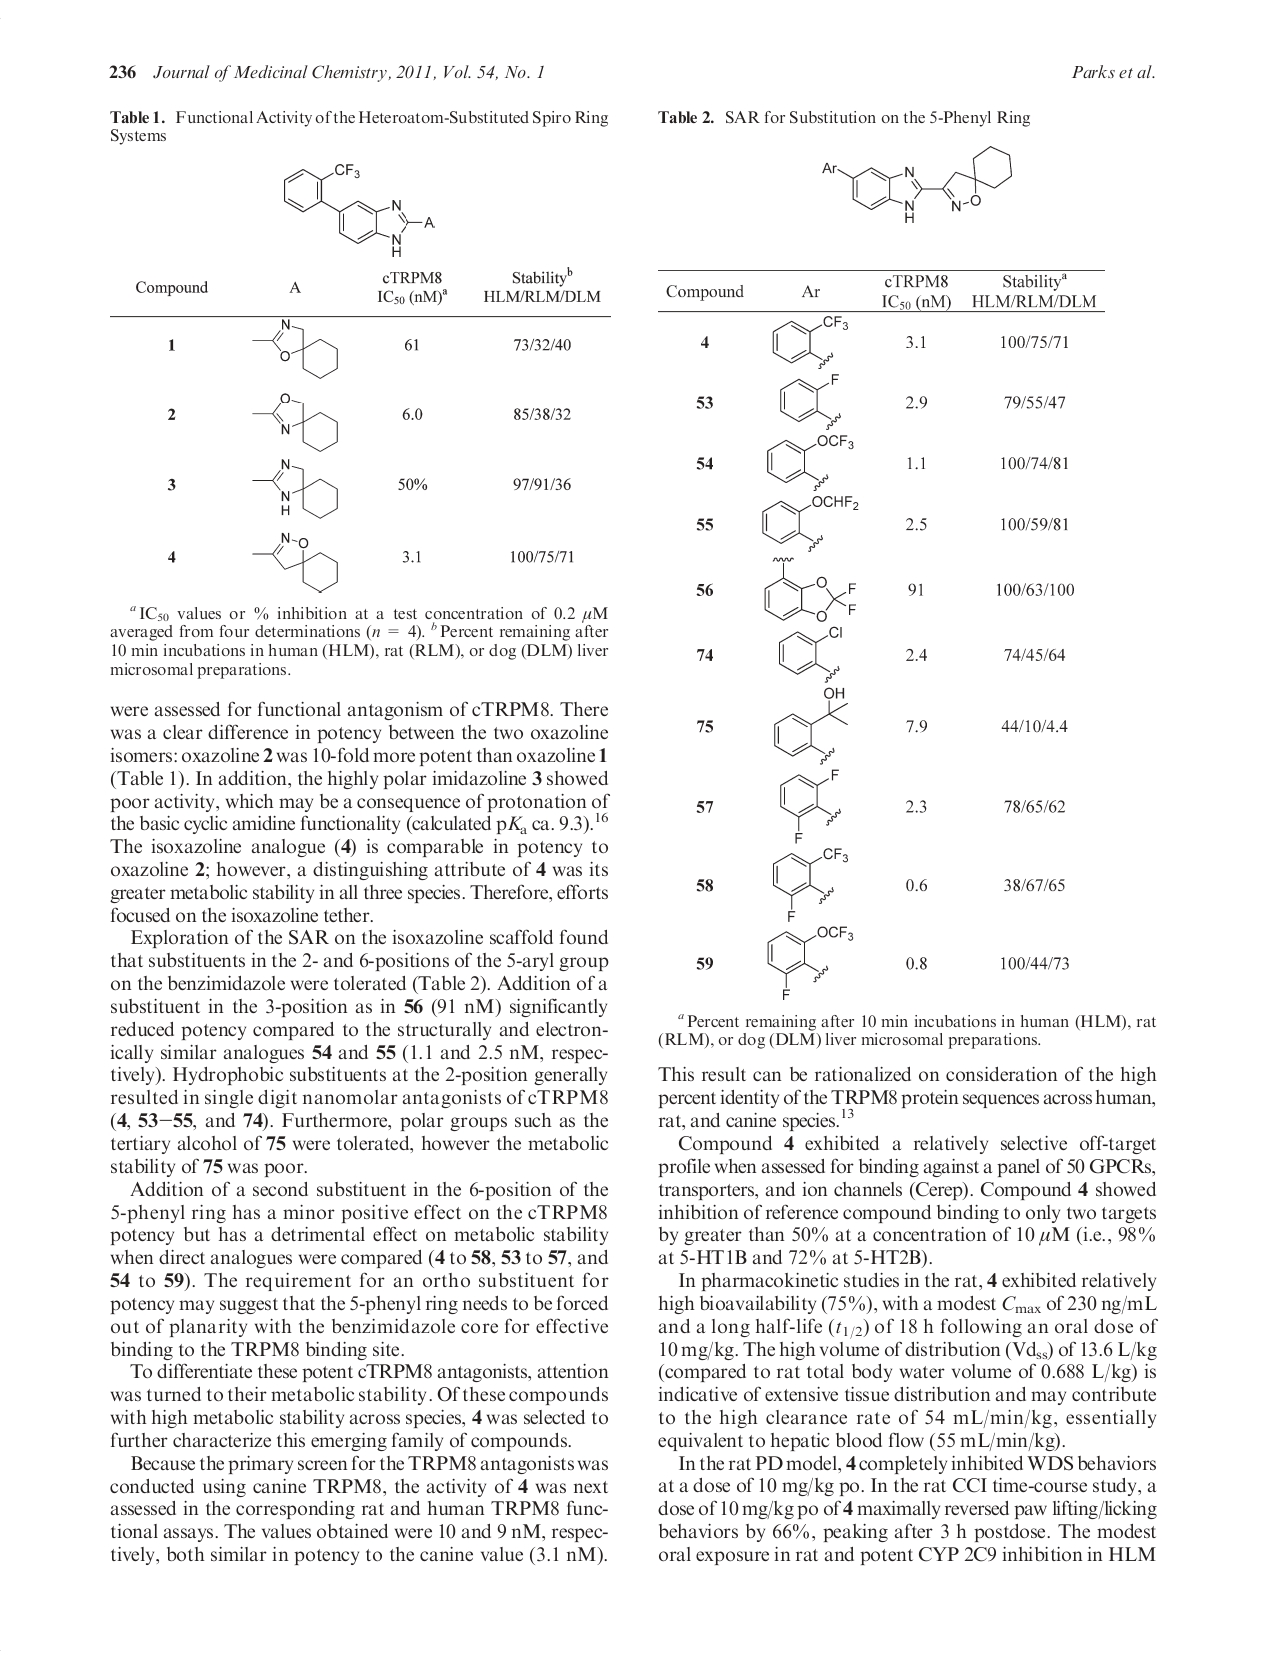 236 Journal of Medicinal Chemistry, 2011, Vol. 54, No. 1
Parks et al.
Table 1. Functional Activity of the Heteroatom-Substituted Spiro Ring
Systems
CF3
N
A
N
H
Compound A cTRPM8 IC50 (nM)a Stabilityb HLM/RLM/DLM
N
O
1 61 73/32/40
O
N
2 6.0 85/38/32
N
N
H
3 50% 97/91/36
N O
4 3.1 100/75/71
a IC50 values or % inhibition at a test concentration of 0.2 μM
averaged from four determinations (n = 4). b Percent remaining after
10 min incubations in human (HLM), rat (RLM), or dog (DLM) liver
microsomal preparations.
were assessed for functional antagonism of cTRPM8. There
was a clear difference in potency between the two oxazoline
isomers: oxazoline 2 was 10-fold more potent than oxazoline 1
(Table 1). In addition, the highly polar imidazoline 3 showed
poor activity, which may be a consequence of protonation of
the basic cyclic amidine functionality (calculated pKa ca. 9.3).16
The isoxazoline analogue (4) is comparable in potency to
oxazoline 2; however, a distinguishing attribute of 4 was its
greater metabolic stability in all three species. Therefore, efforts
focused on the isoxazoline tether.
Exploration of the SAR on the isoxazoline scaffold found
that substituents in the 2- and 6-positions of the 5-aryl group
on the benzimidazole were tolerated (Table 2). Addition of a
substituent in the 3-position as in 56 (91 nM) significantly
reduced potency compared to the structurally and electron-
ically similar analogues 54 and 55 (1.1 and 2.5 nM, respec-
tively). Hydrophobic substituents at the 2-position generally
resulted in single digit nanomolar antagonists of cTRPM8
(4, 53−55, and 74). Furthermore, polar groups such as the
tertiary alcohol of 75 were tolerated, however the metabolic
stability of 75 was poor.
Addition of a second substituent in the 6-position of the
5-phenyl ring has a minor positive effect on the cTRPM8
potency but has a detrimental effect on metabolic stability
when direct analogues were compared (4 to 58, 53 to 57, and
54 to 59). The requirement for an ortho substituent for
potency may suggest that the 5-phenyl ring needs to be forced
out of planarity with the benzimidazole core for effective
binding to the TRPM8 binding site.
To differentiate these potent cTRPM8 antagonists, attention
was turned to their metabolic stability. Of these compounds
with high metabolic stability across species, 4 was selected to
further characterize this emerging family of compounds.
Because the primary screen for the TRPM8 antagonists was
conducted using canine TRPM8, the activity of 4 was next
assessed in the corresponding rat and human TRPM8 func-
tional assays. The values obtained were 10 and 9 nM, respec-
tively, both similar in potency to the canine value (3.1 nM).
Table 2. SAR for Substitution on the 5-Phenyl Ring
Ar
N
N
H
N
O
Compound Ar cTRPM8 IC50 (nM) Stabilitya HLM/RLM/DLM
CF3
4 3.1 100/75/71
F
53 2.9 79/55/47
OCF3
54 1.1 100/74/81
OCHF2
55 2.5 100/59/81
O
F
O
F
56 91 100/63/100
Cl
74 2.4 74/45/64
OH
75 7.9 44/10/4.4
F
57 2.3 78/65/62
F
CF3
58 0.6 38/67/65
F
OCF3
59 0.8 100/44/73
F
a Percent remaining after 10 min incubations in human (HLM), rat
(RLM), or dog (DLM) liver microsomal preparations.
This result can be rationalized on consideration of the high
percent identity of the TRPM8 protein sequences across human,
rat, and canine species.13
Compound 4 exhibited a relatively selective off-target
profile when assessed for binding against a panel of 50 GPCRs,
transporters, and ion channels (Cerep). Compound 4 showed
inhibition of reference compound binding to only two targets
by greater than 50% at a concentration of 10 μM (i.e., 98%
at 5-HT1B and 72% at 5-HT2B).
In pharmacokinetic studies in the rat, 4 exhibited relatively
high bioavailability (75%), with a modest Cmax of 230 ng/mL
and a long half-life (t1/2) of 18 h following an oral dose of
10 mg/kg. The high volume of distribution (Vdss) of 13.6 L/kg
(compared to rat total body water volume of 0.688 L/kg) is
indicative of extensive tissue distribution and may contribute
to the high clearance rate of 54 mL/min/kg, essentially
equivalent to hepatic blood flow (55 mL/min/kg).
In the rat PD model, 4 completely inhibited WDS behaviors
at a dose of 10 mg/kg po. In the rat CCI time-course study, a
dose of 10 mg/kg po of 4 maximally reversed paw lifting/licking
behaviors by 66%, peaking after 3 h postdose. The modest
oral exposure in rat and potent CYP 2C9 inhibition in HLM